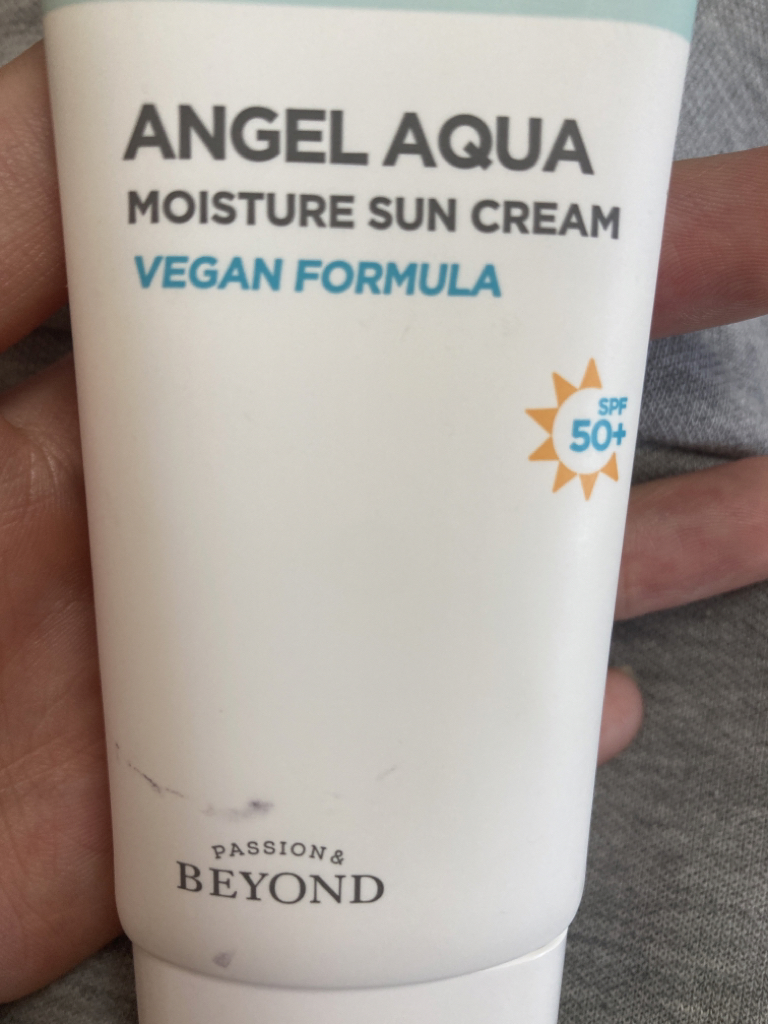 ANGEL AQUA
MOISTURE SUN CREAM
VEGAN FORMULA
SPF
50+
PASSION &
BEYOND